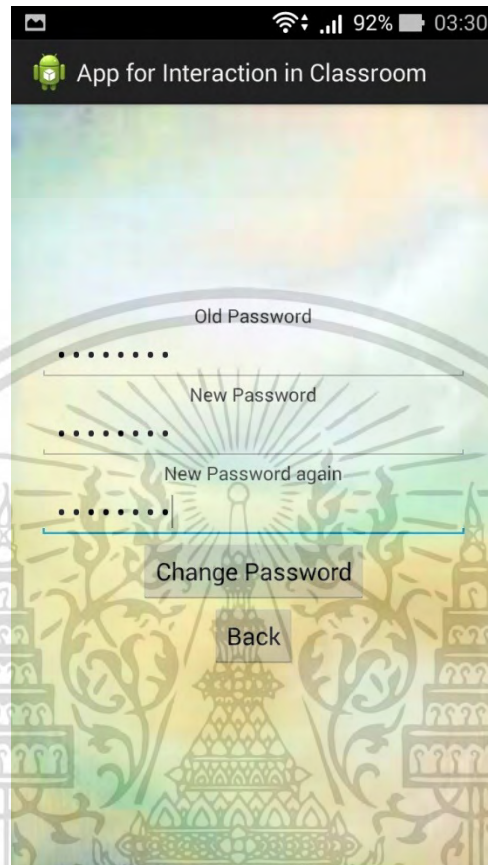 92% 03:30
App for Interaction in Classroom
Old Password
••••••••
New Password
••••••••
New Password again
••••••••
Change Password
Back